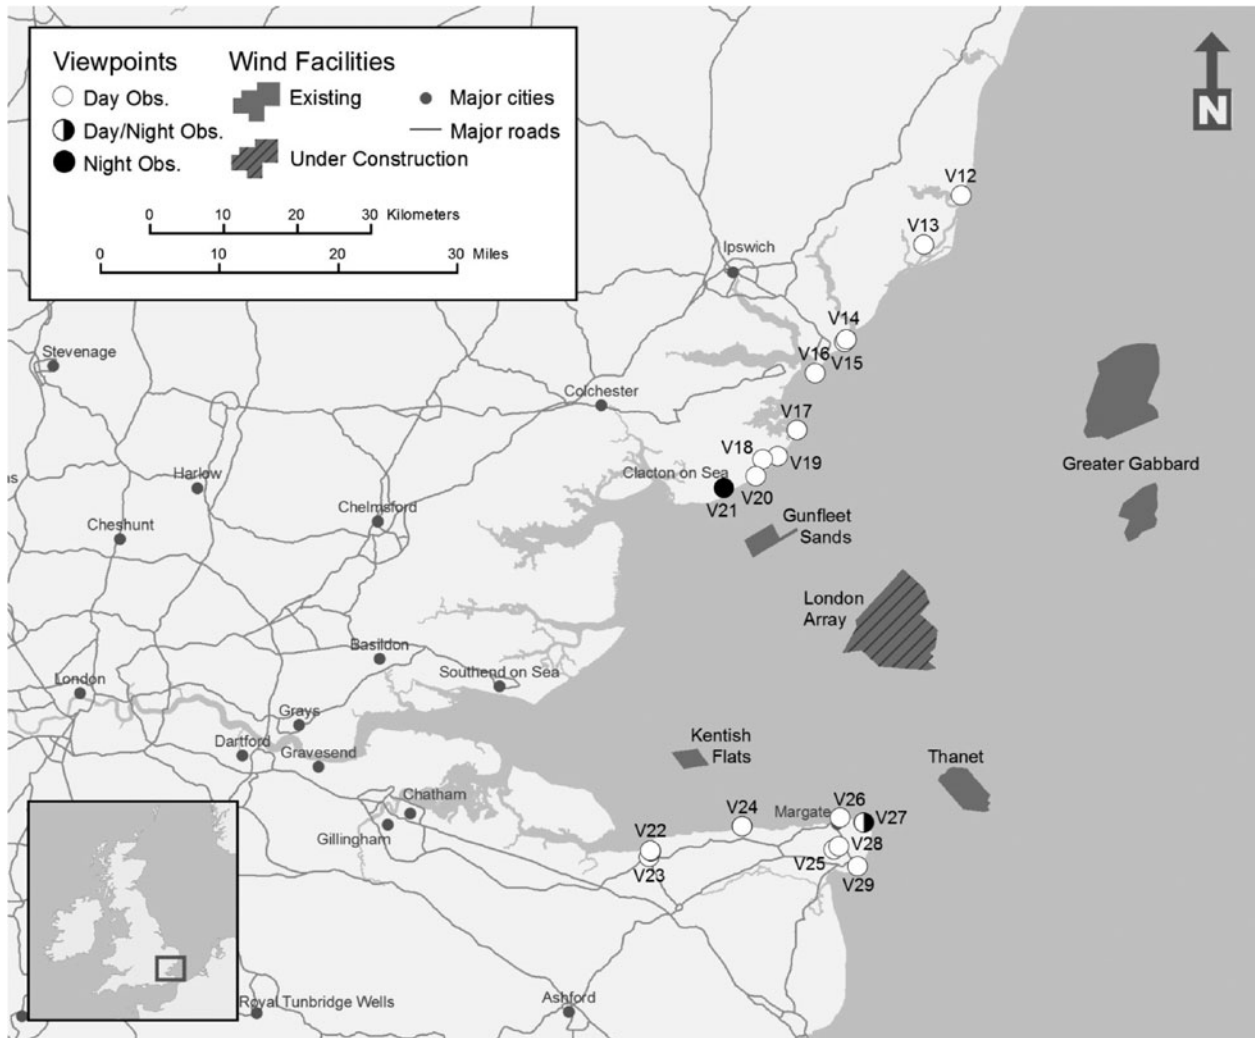 Viewpoints
Day Obs.
Day/Night Obs.
Night Obs.
Wind Facilities
Existing
Under Construction
Major cities
Major roads
0 10 20 30 Kilometers
0 10 20 30 Miles
N
V12
V13
Ipswich
V14
V15
V16
Stevenage
Colchester
V17
V18
V19
Clacton on Sea
V20
V21
Greater Gabbard
Harlow
Chelmsford
Cheshunt
Gunfleet
Sands
London
Array
Basildon
Southend on Sea
London
Grays
Dartford
Gravesend
Kentish
Flats
Thanet
Chatham
Gillingham
V24
Margate
V26
V27
V22
V23
V25
V28
V29
Royal Tunbridge Wells
Ashford